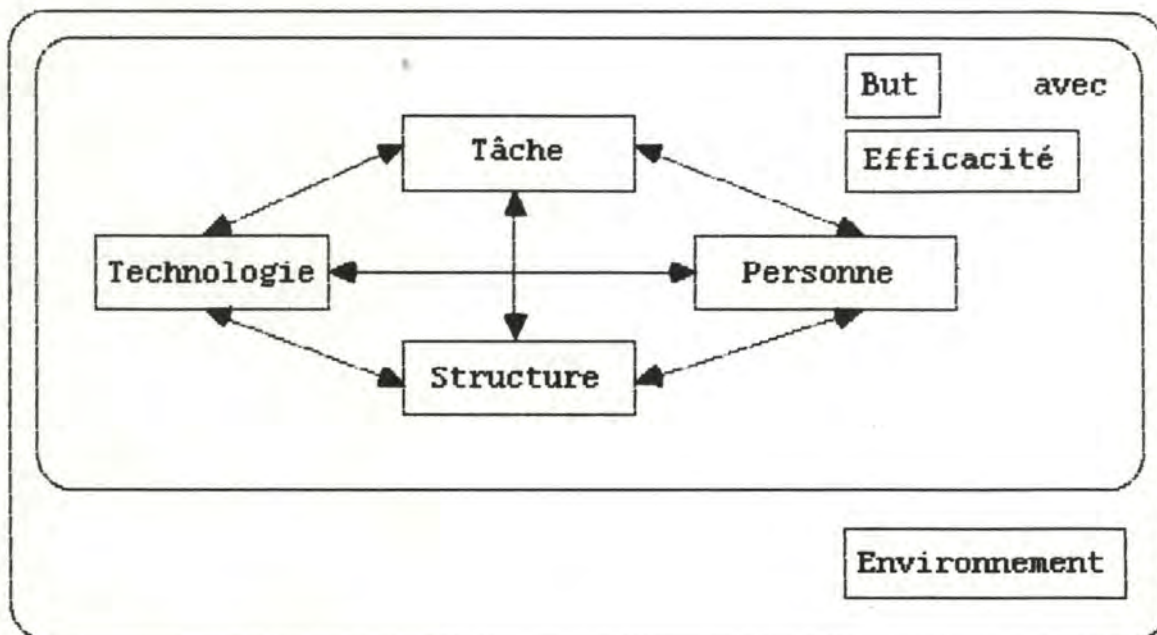 But avec
Tâche
Efficacité
Technologie
Personne
Structure
Environnement